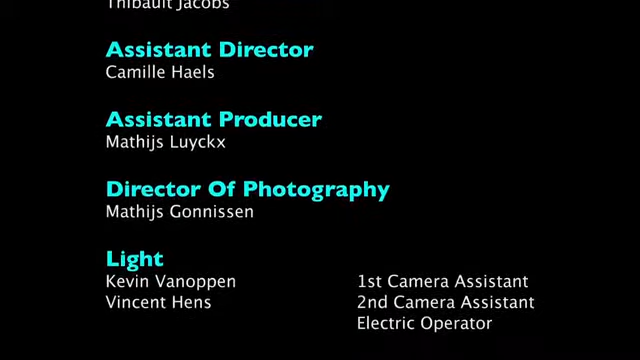 Thibault Jacobs
Assistant Director
Camille Haels
Assistant Producer
Mathijs Luyckx
Director Of Photography
Mathijs Gonnissen
Light
Kevin Vanoppen 1st Camera Assistant
Vincent Hens 2nd Camera Assistant
Electric Operator